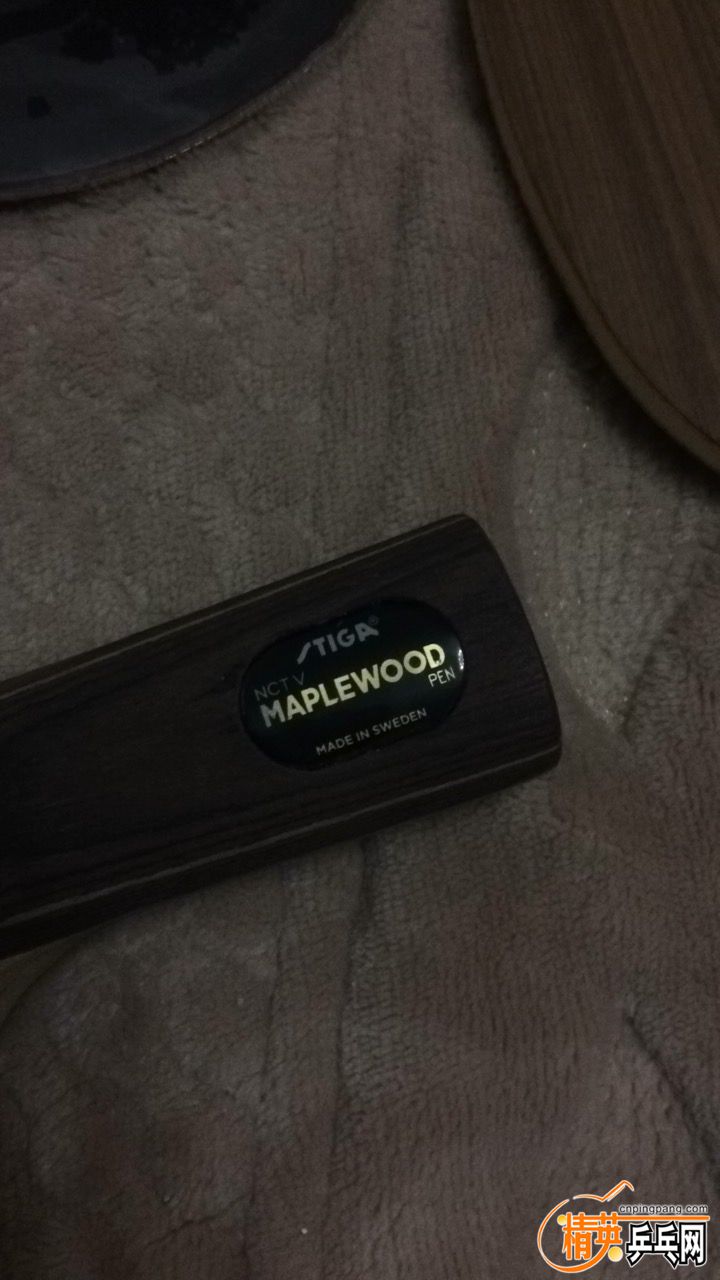 STIGA®
NCT V
MAPLEWOOD
PEN
MADE IN SWEDEN
cnpingpang.com
精英乒乓网